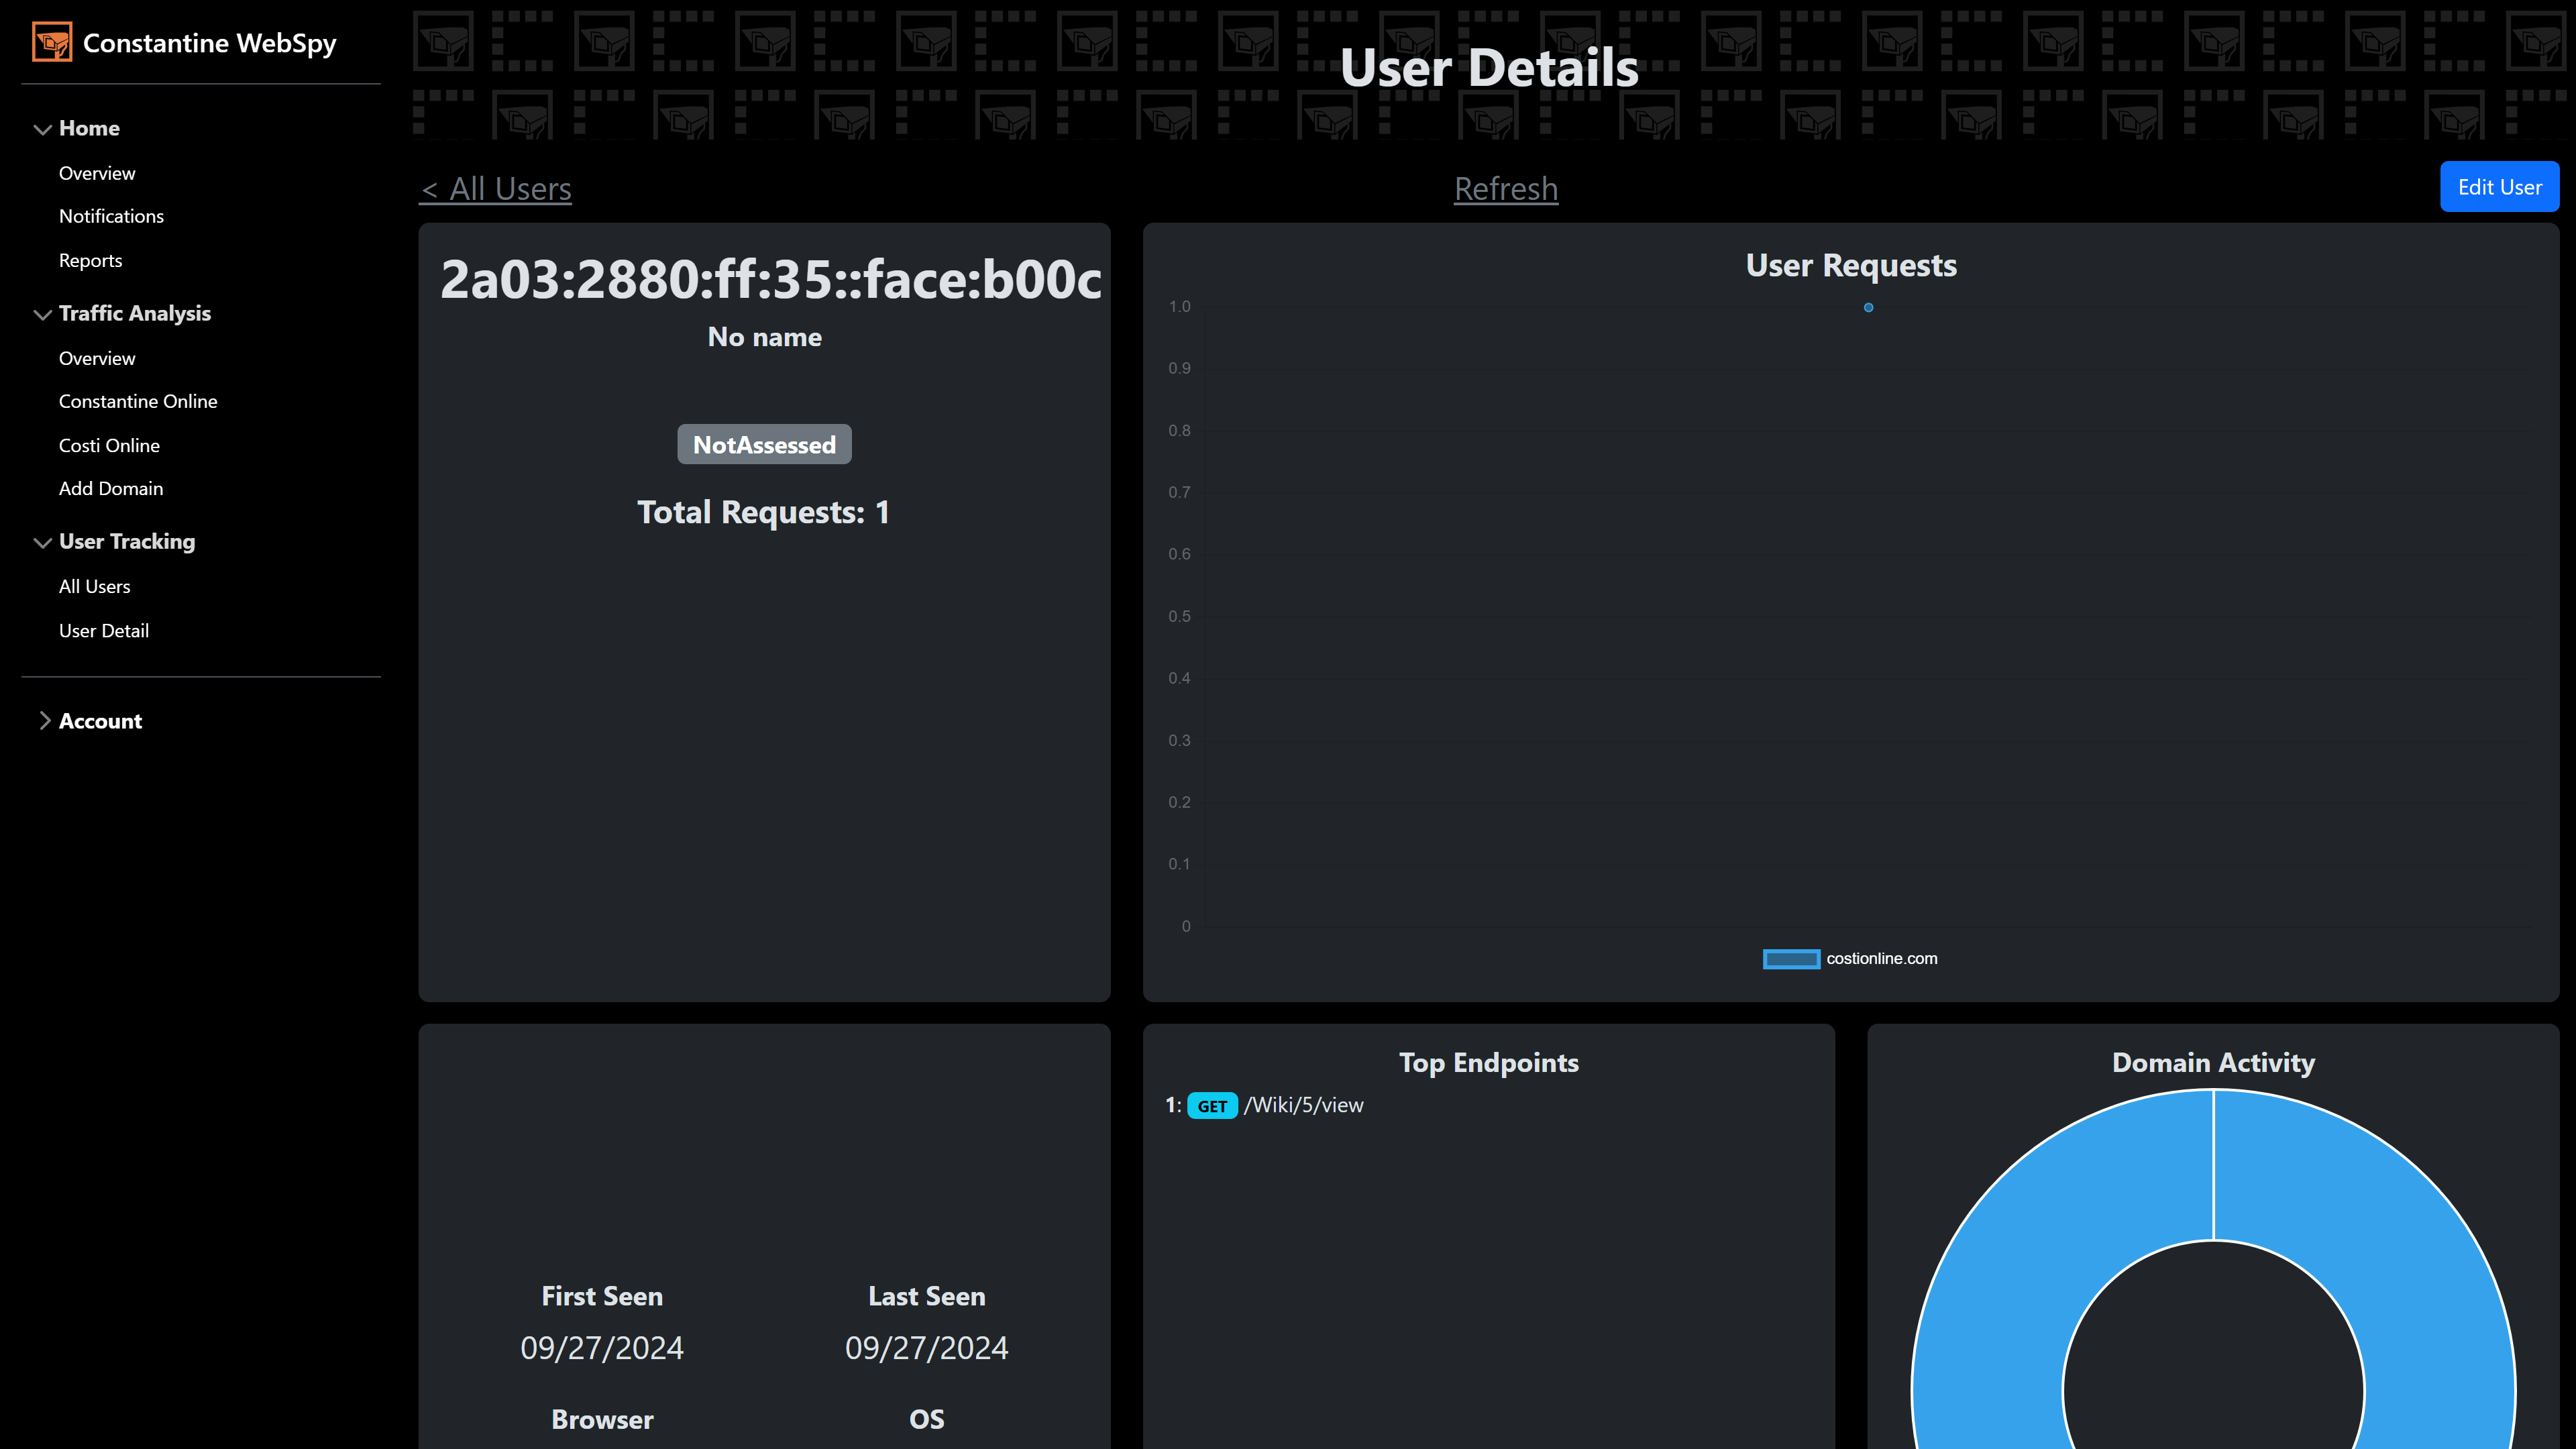 Constantine WebSpy
Home
Overview
Notifications
Reports
Traffic Analysis
Overview
Constantine Online
Costi Online
Add Domain
User Tracking
All Users
User Detail
Account
User Details
< All Users
Refresh
Edit User
2a03:2880:ff:35::face:b00c
No name
NotAssessed
Total Requests: 1
User Requests
1.0
0.9
0.8
0.7
0.6
0.5
0.4
0.3
0.2
0.1
0
costionline.com
First Seen
Last Seen
09/27/2024
09/27/2024
Browser
OS
Top Endpoints
1: GET /Wiki/5/view
Domain Activity